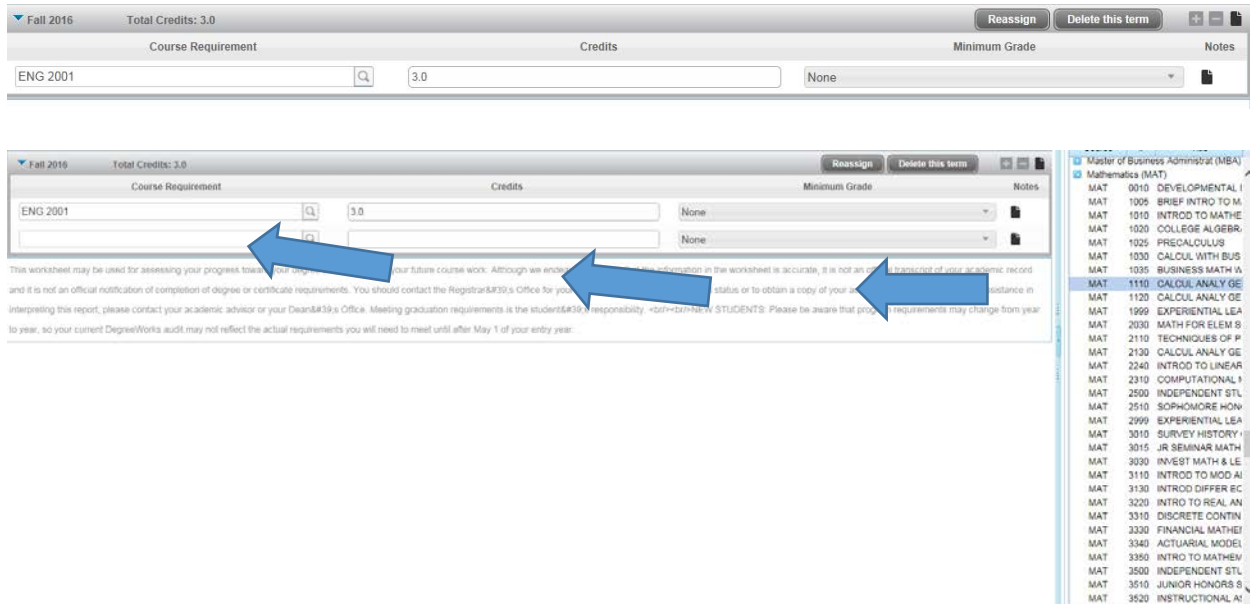 Fall 2016 Total Credits: 3.0 Reassign Delete this term
Course Requirement Credits Minimum Grade Notes
ENG 2001 3.0 None
Fall 2016 Total Credits: 3.0 Reassign Delete this term
Course Requirement Credits Minimum Grade Notes
ENG 2001 3.0 None
None
This worksheet may be used for assessing your progress your future course work. Although we the information in the worksheet is accurate, it is not an transcript of your academic record
and it is not an official notification of completion of degree or certificate requirements. You should contact the Registrar&#39;s Office for status or to obtain a copy of your
interpreting this report, please contact your academic advisor or your Dean&#39;s Office. Meeting graduation requirements is the student&#39;s responsibility. <br/><br/>NEW STUDENTS: Please be aware that program requirements may change from year
to year, so your current DegreeWorks audit may not reflect the actual requirements you will need to meet until after May 1 of your entry year.
Master of Business Administrat (MBA)
Mathematics (MAT)
MAT 0010 DEVELOPMENTAL
MAT 1005 BRIEF INTRO TO
MAT 1010 INTROD TO MATHE
MAT 1020 COLLEGE ALGEBR
MAT 1025 PRECALCULUS
MAT 1030 CALCUL WITH BUS
MAT 1035 BUSINESS MATH
MAT 1110 CALCUL ANALY GE
MAT 1120 CALCUL ANALY GE
MAT 1999 EXPERIENTIAL LEA
MAT 2030 MATH FOR ELEM S
MAT 2110 TECHNIQUES OF P
MAT 2130 CALCUL ANALY GE
MAT 2240 INTROD TO LINEAR
MAT 2310 COMPUTATIONAL
MAT 2500 INDEPENDENT STU
MAT 2510 SOPHOMORE HON
MAT 2999 EXPERIENTIAL LEA
MAT 3010 SURVEY HISTORY
MAT 3015 JR SEMINAR MATH
MAT 3030 INVEST MATH & LE
MAT 3110 INTROD TO MOD
MAT 3130 INTROD DIFFER EC
MAT 3220 INTRO TO REAL AN
MAT 3310 DISCRETE CONTIN
MAT 3330 FINANCIAL MATHE
MAT 3340 ACTUARIAL MODEL
MAT 3350 INTRO TO MATHEM
MAT 3500 INDEPENDENT STU
MAT 3510 JUNIOR HONORS S
MAT 3520 INSTRUCTIONAL